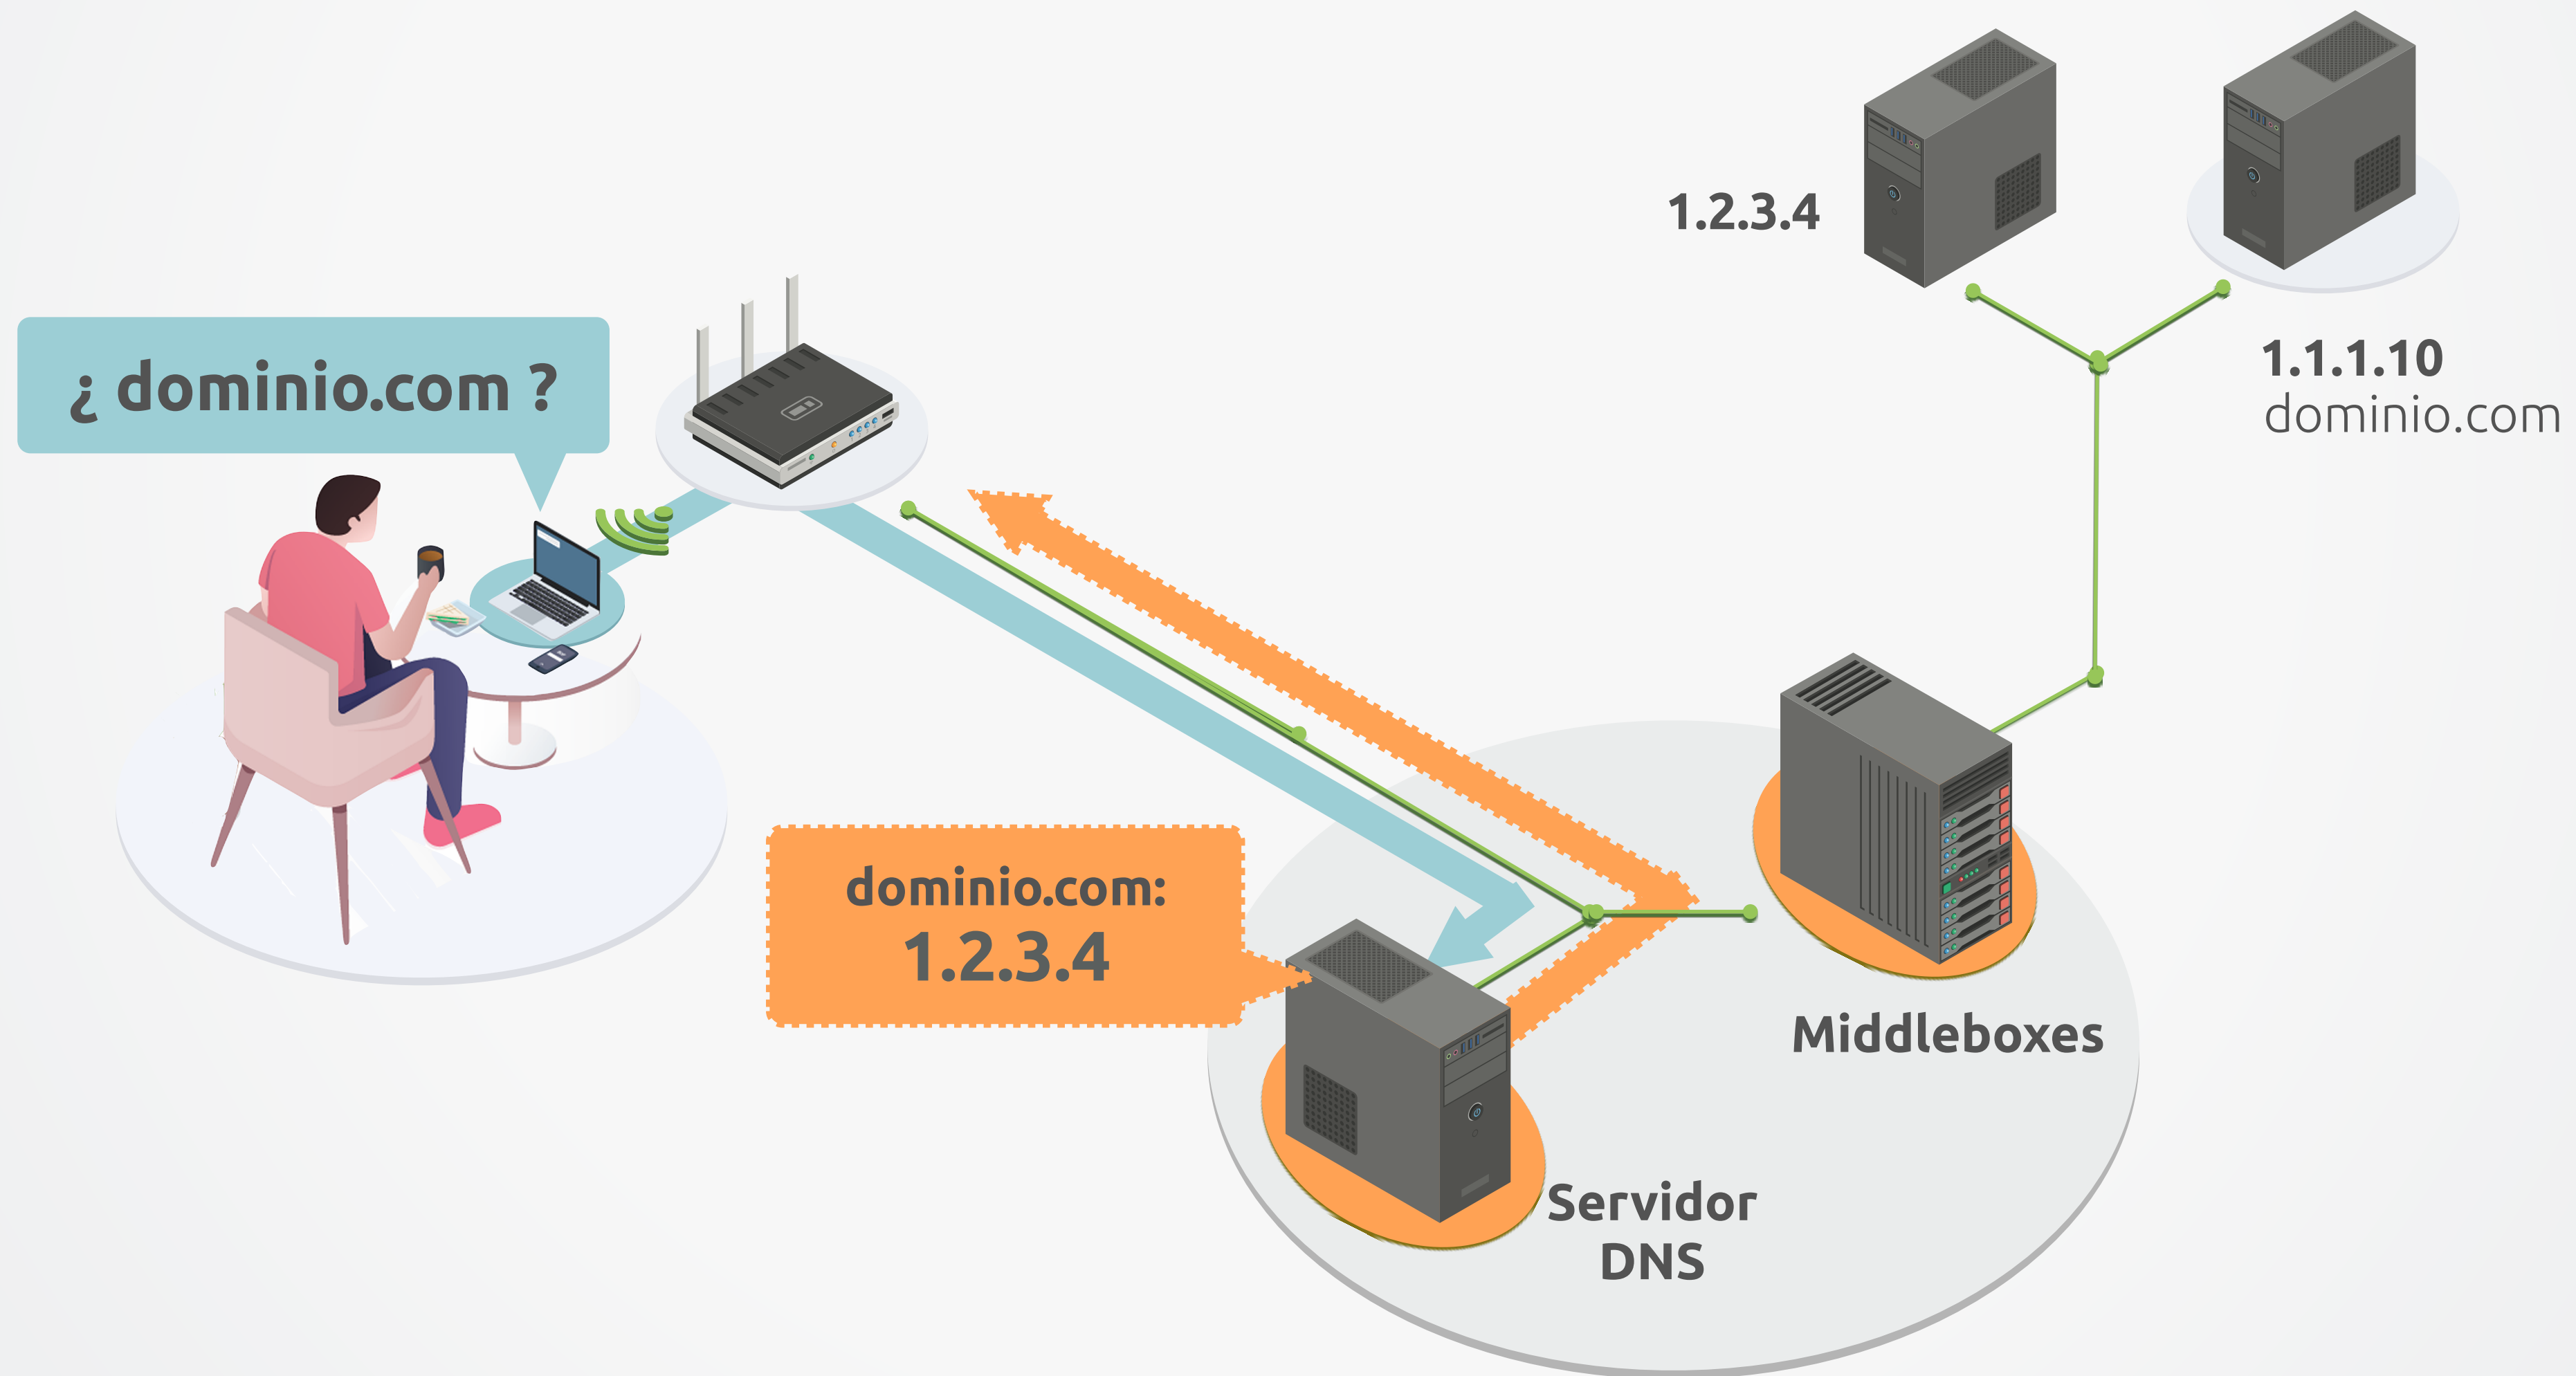 1.2.3.4
¿ dominio.com ?
1.1.1.10
dominio.com
dominio.com:
1.2.3.4
Middleboxes
Servidor
DNS